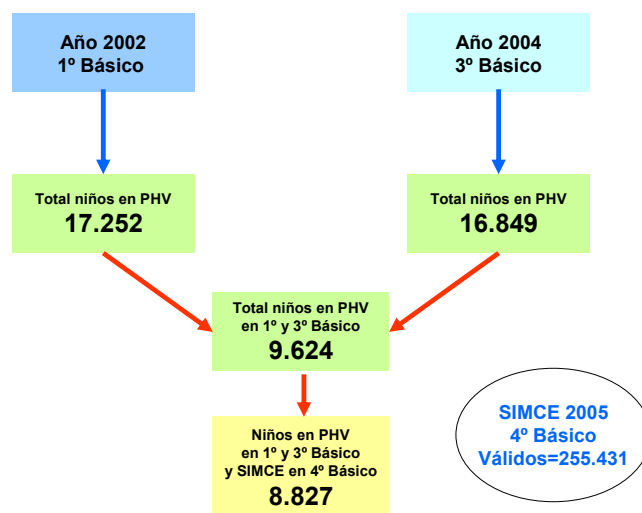 Año 2002
1º Básico
Año 2004
3º Básico
Total niños en PHV
17.252
Total niños en PHV
16.849
Total niños en PHV
en 1º y 3º Básico
9.624
Niños en PHV
en 1º y 3º Básico
y SIMCE en 4º Básico
8.827
SIMCE 2005
4º Básico
Válidos=255.431